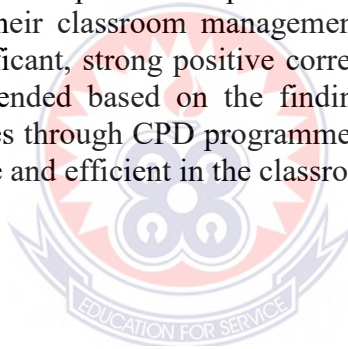 heir classroom management
ficant, strong positive corre
ended based on the findin
es through CPD programme
e and efficient in the classro
EDUCATION FOR SERVICE